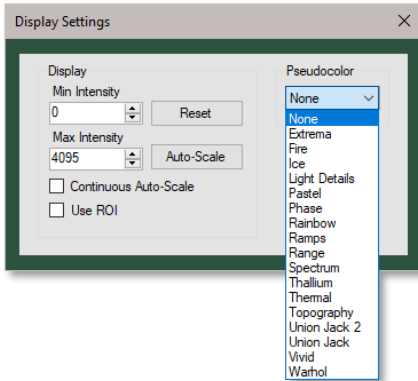 Display Settings
Display
Min Intensity
0
Reset
Max Intensity
4095
Auto-Scale
Continuous Auto-Scale
Use ROI
Pseudocolor
None
None
Extrema
Fire
Ice
Light Details
Pastel
Phase
Rainbow
Ramps
Range
Spectrum
Thallium
Thermal
Topography
Union Jack 2
Union Jack
Vivid
Warhol